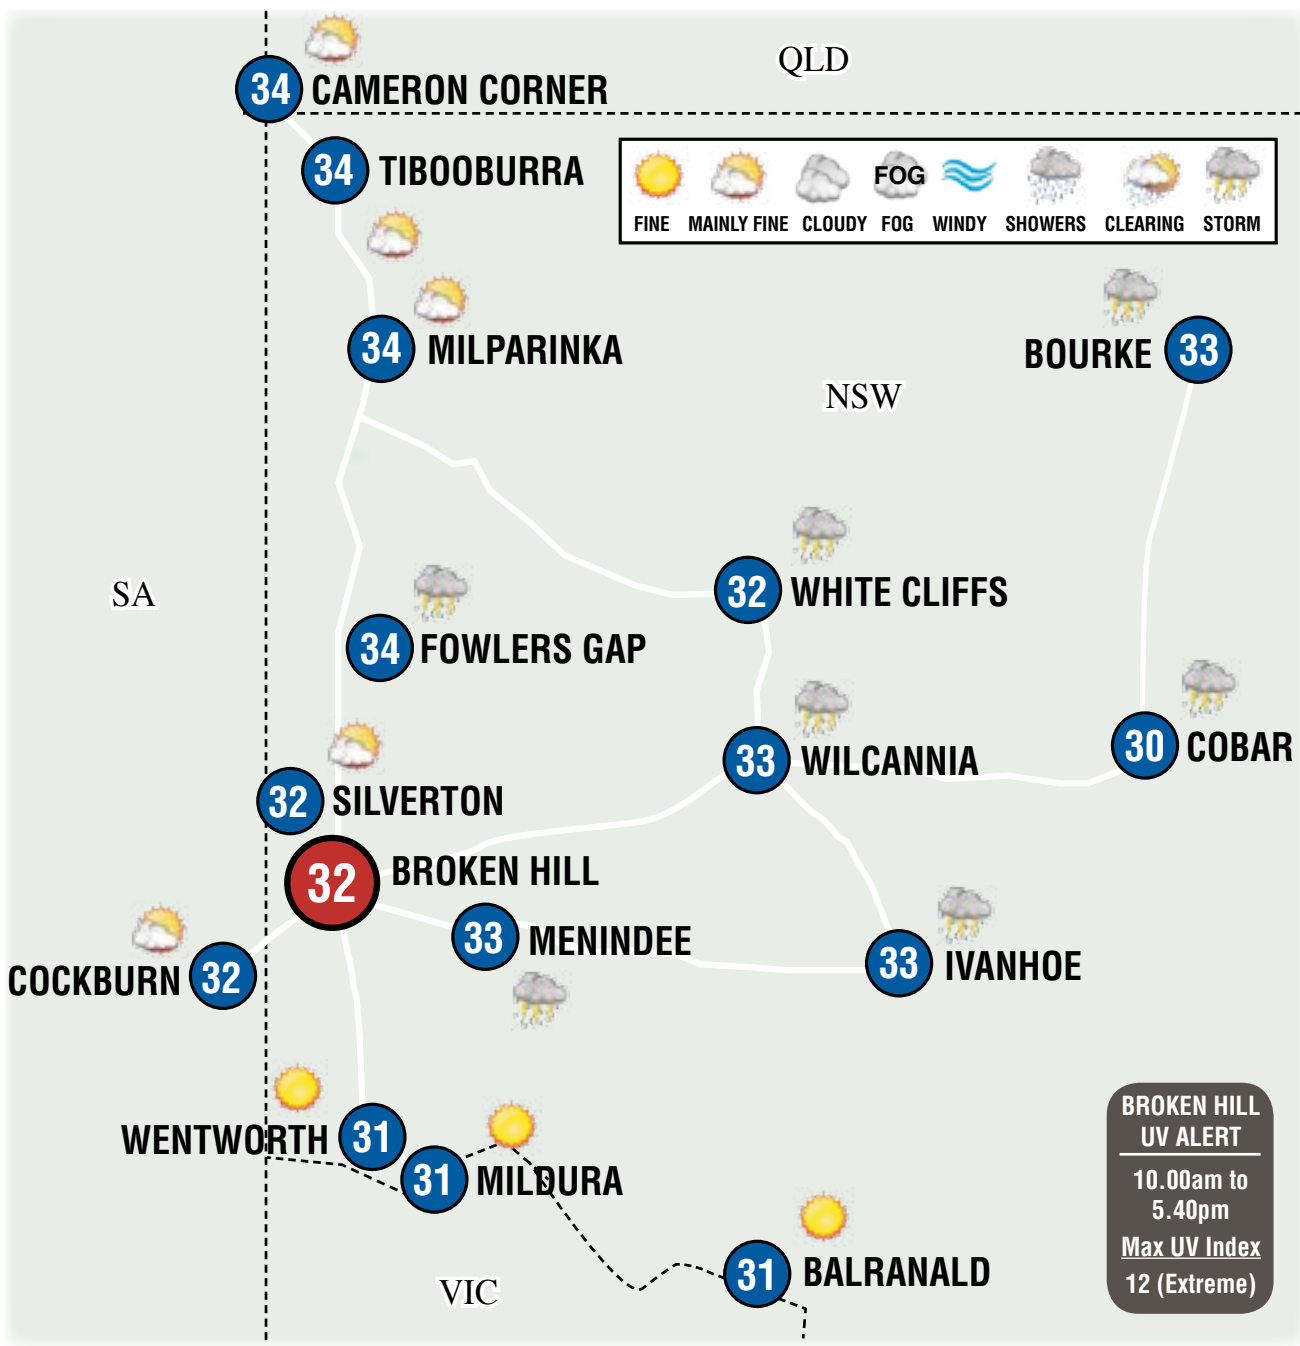 QLD
34 CAMERON CORNER
34 TIBOOBURRA
FOG
FINE MAINLY FINE CLOUDY FOG WINDY SHOWERS CLEARING STORM
34 MILPARINKA
BOURKE 33
NSW
SA
32 WHITE CLIFFS
34 FOWLERS GAP
33 WILCANNIA
30 COBAR
32 SILVERTON
32 BROKEN HILL
33 MENINDEE
33 IVANHOE
COCKBURN 32
WENTWORTH 31
31 MILDURA
31 BALRANALD
VIC
BROKEN HILL
UV ALERT
10.00am to
5.40pm
Max UV Index
12 (Extreme)